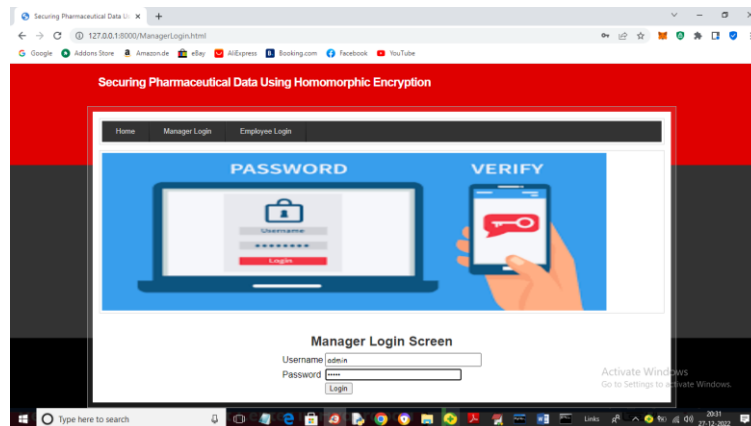 Securing Pharmaceutical Data U
127.0.0.1:8000/ManagerLogin.html
Google Addons Store Amazon.de eBay AliExpress Booking.com Facebook YouTube
Securing Pharmaceutical Data Using Homomorphic Encryption
Home Manager Login Employee Login
PASSWORD VERIFY
Username
Login
Manager Login Screen
Username admin
Password •••••
Login
Activate Windows
Go to Settings to activate Windows.
Type here to search
Links
20:31
27-12-2022